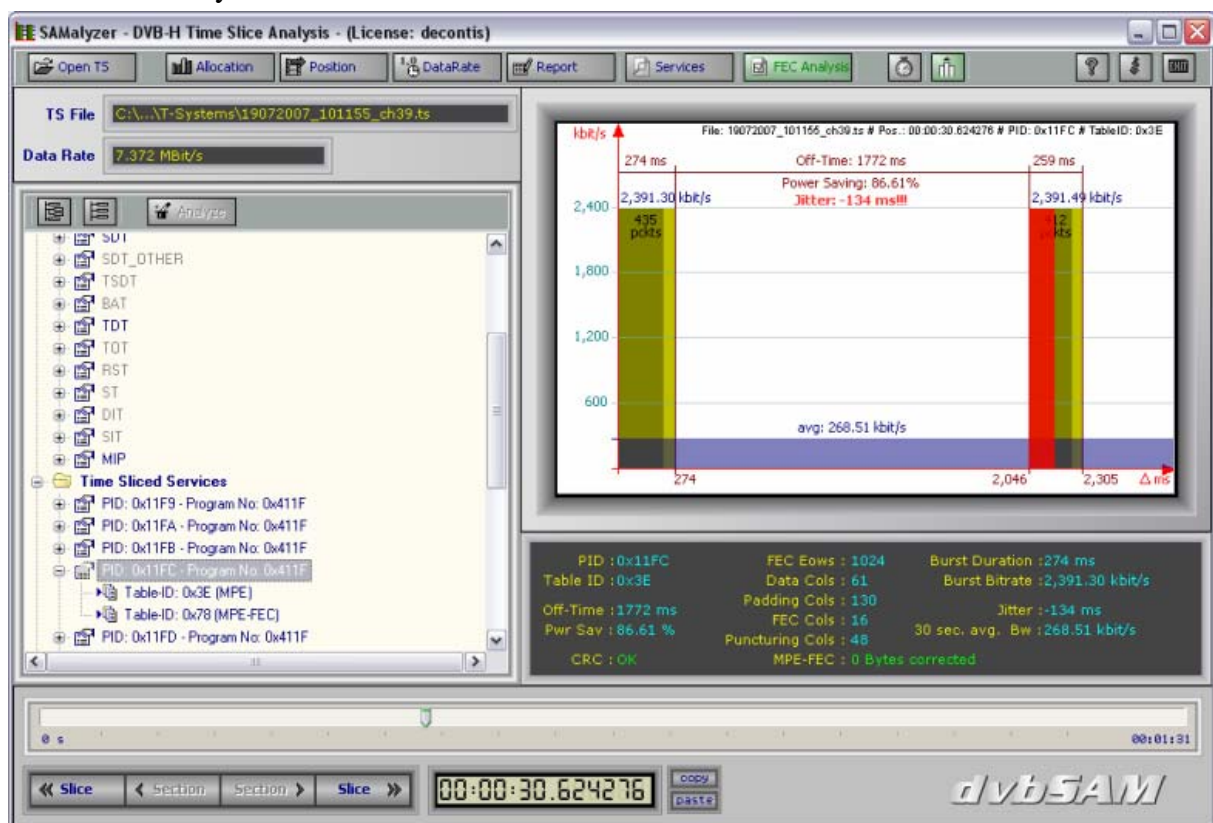 SAMalyzer - DVB-H Time Slice Analysis - (License: decontis)
Open TS Allocation Position DataRate Report Services FEC Analysis EXIT
TS File C:\...\T-Systems\19072007_101155_ch39.ts
Data Rate 7.372 MBit/s
Analyze
SDT
SDT_OTHER
TSDT
BAT
TDT
TOT
RST
ST
DIT
SIT
MIP
Time Sliced Services
PID: 0x11F9 - Program No: 0x411F
PID: 0x11FA - Program No: 0x411F
PID: 0x11FB - Program No: 0x411F
PID: 0x11FC - Program No: 0x411F
Table-ID: 0x3E (MPE)
Table-ID: 0x78 (MPE-FEC)
PID: 0x11FD - Program No: 0x411F
kbit/s
File: 19072007_101155_ch39.ts # Pos.: 00:00:30.624276 # PID: 0x11FC # TableID: 0x3E
274 ms Off-Time: 1772 ms 259 ms
Power Saving: 86.61%
2,391.30 kbit/s Jitter: -134 ms!!! 2,391.49 kbit/s
2,400
435 pckts
1,800
1,200
600
avg: 268.51 kbit/s
274 2,046 2,305 Δ ms
PID : 0x11FC FEC Eows : 1024 Burst Duration : 274 ms
Table ID : 0x3E Data Cols : 61 Burst Bitrate : 2,391.30 kbit/s
Padding Cols : 130
Off-Time : 1772 ms Jitter : -134 ms
FEC Cols : 16
Pwr Sav : 86.61 % 30 sec. avg. Bw : 268.51 kbit/s
Puncturing Cols : 48
CRC : OK MPE-FEC : 0 Bytes corrected
0 s 00:01:31
Slice Section Section Slice 00:00:30.624276 copy
paste
dvbSAM